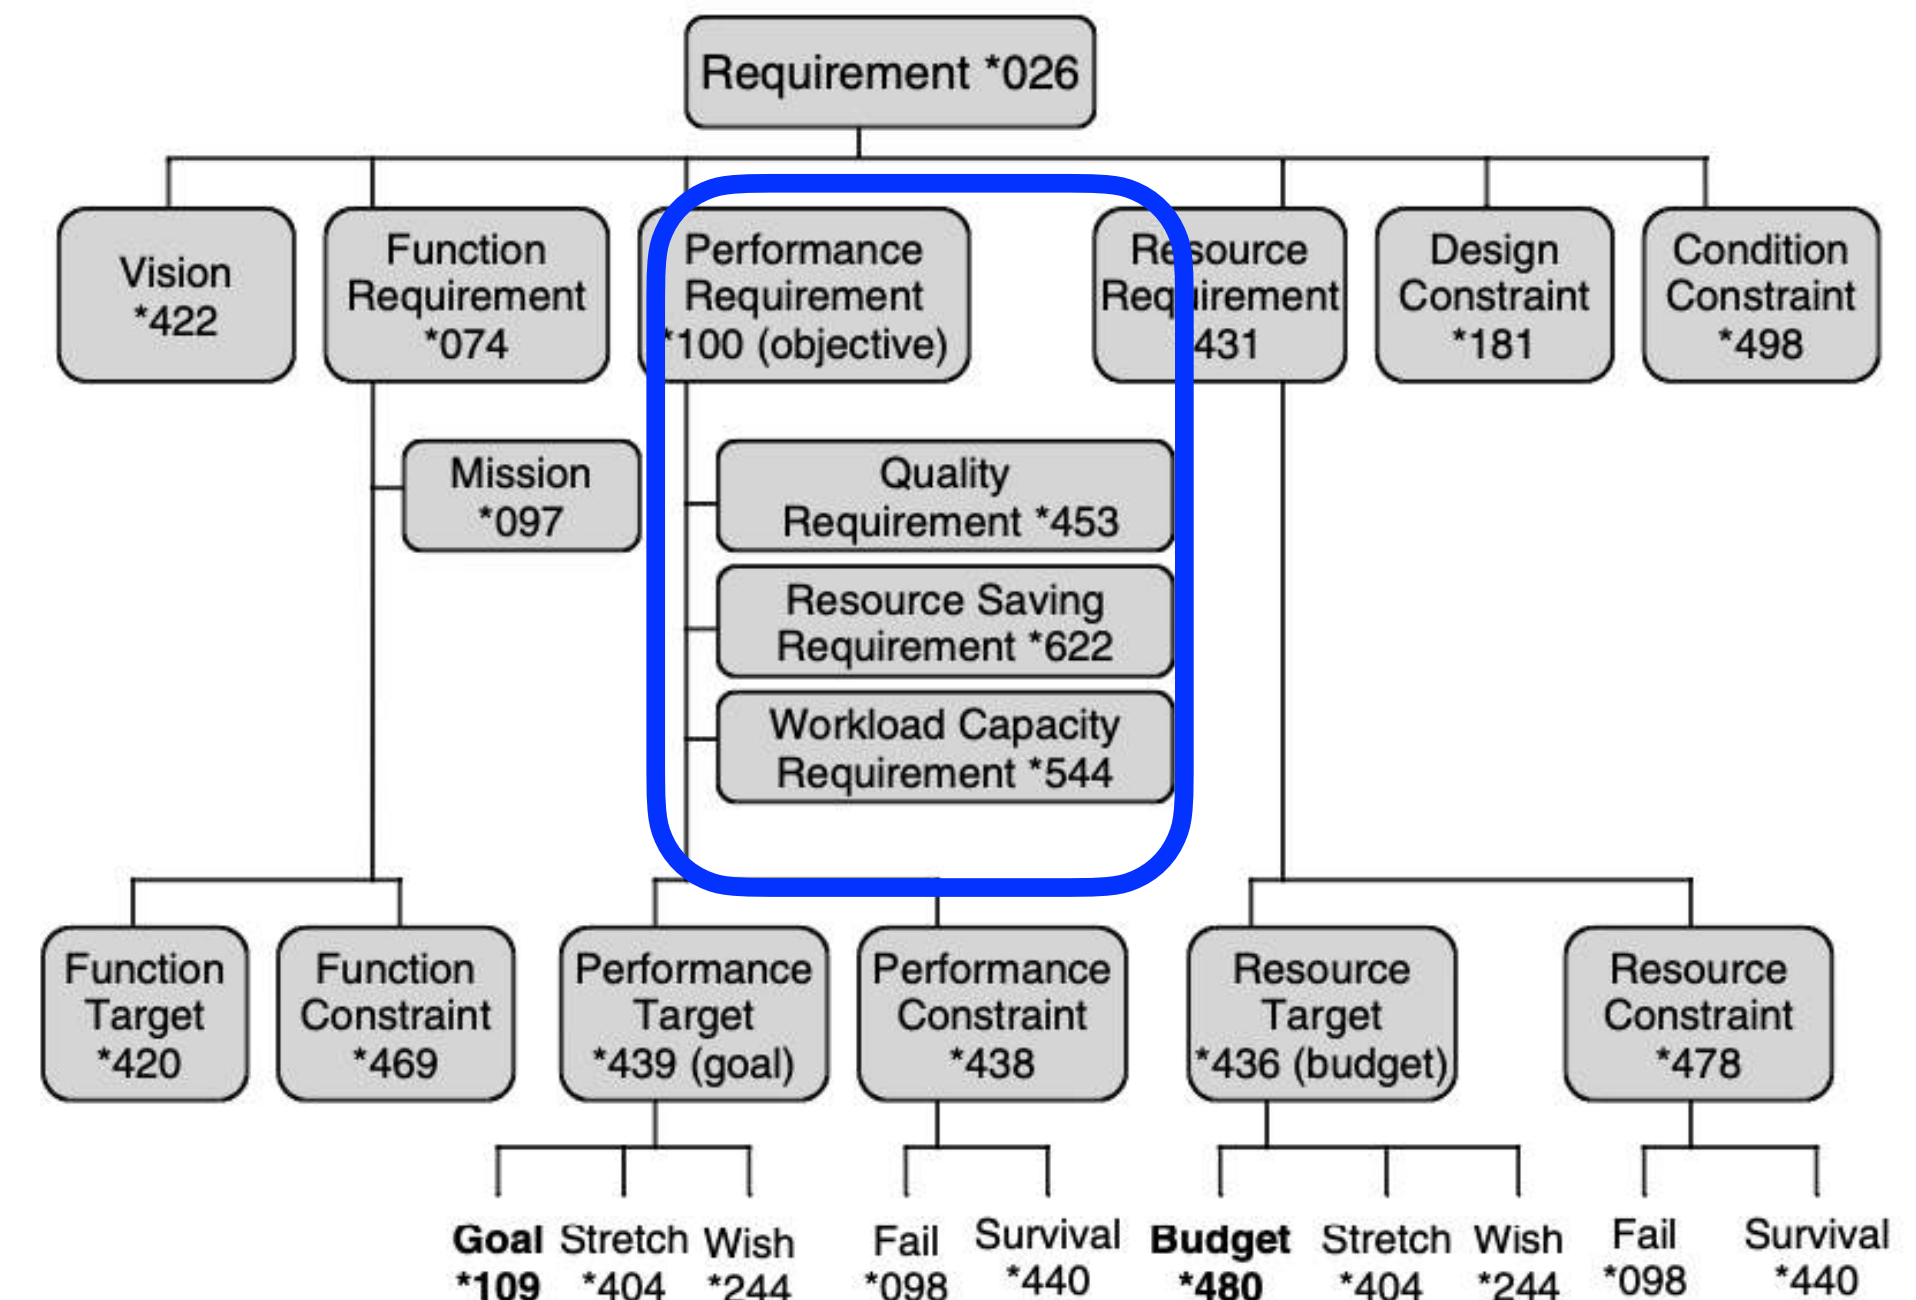 Requirement *026
Vision
*422
Function
Requirement
*074
Performance
Requirement
*100 (objective)
Resource
Requirement
431
Design
Constraint
*181
Condition
Constraint
*498
Mission
*097
Quality
Requirement *453
Resource Saving
Requirement *622
Workload Capacity
Requirement *544
Function
Target
*420
Function
Constraint
*469
Performance
Target
*439 (goal)
Performance
Constraint
*438
Resource
Target
*436 (budget)
Resource
Constraint
*478
Goal
*109
Stretch
*404
Wish
*244
Fail
*098
Survival
*440
Budget
*480
Stretch
*404
Wish
*244
Fail
*098
Survival
*440